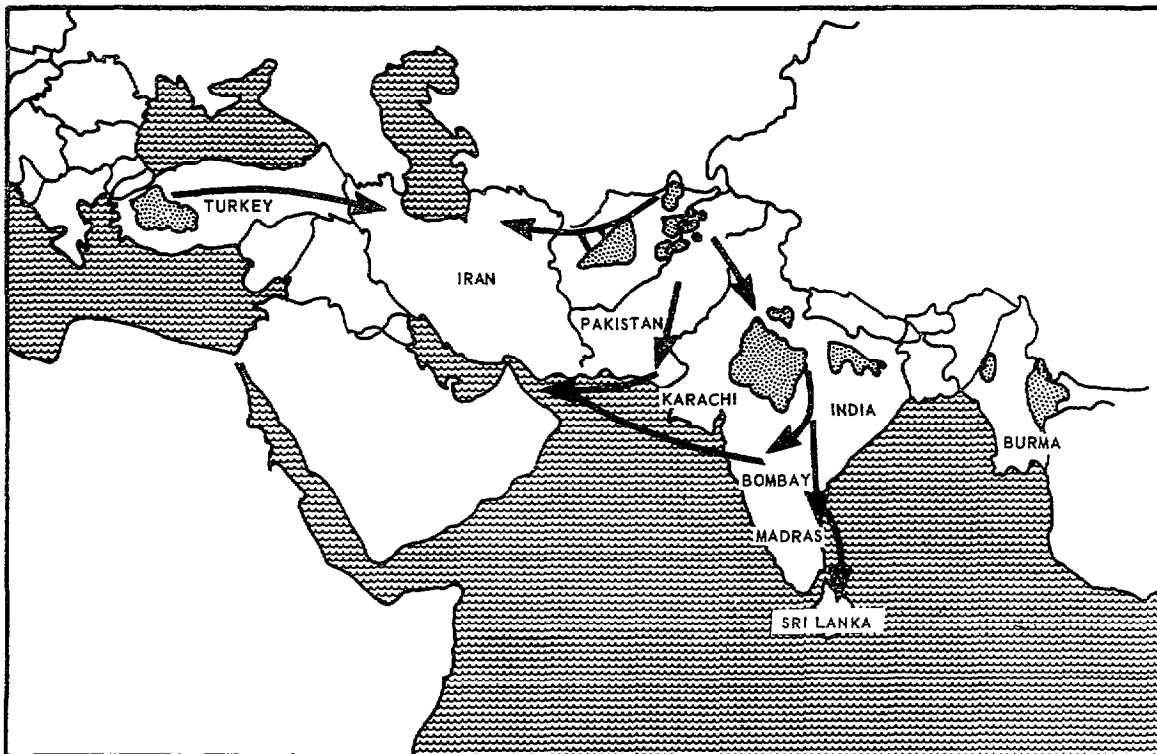 TURKEY
IRAN
PAKISTAN
KARACHI
INDIA
BURMA
BOMBAY
MADRAS
SRI LANKA